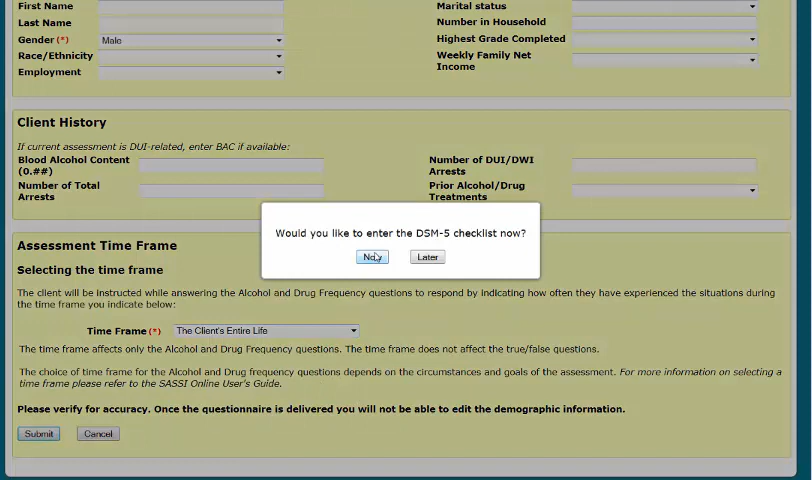 First Name
Marital status
Last Name
Number in Household
Gender (*)
Male
Highest Grade Completed
Race/Ethnicity
Weekly Family Net
Income
Employment
Client History
If current assessment is DUI-related, enter BAC if available:
Blood Alcohol Content
(0.##)
Number of DUI/DWI
Arrests
Number of Total
Arrests
Prior Alcohol/Drug
Treatments
Would you like to enter the DSM-5 checklist now?
Now
Later
Assessment Time Frame
Selecting the time frame
The client will be instructed while answering the Alcohol and Drug Frequency questions to respond by indicating how often they have experienced the situations during
the time frame you indicate below:
Time Frame (*)
The Client's Entire Life
The time frame affects only the Alcohol and Drug Frequency questions. The time frame does not affect the true/false questions.
The choice of time frame for the Alcohol and Drug frequency questions depends on the circumstances and goals of the assessment. For more information on selecting a
time frame please refer to the SASSI Online User's Guide.
Please verify for accuracy. Once the questionnaire is delivered you will not be able to edit the demographic information.
Submit
Cancel